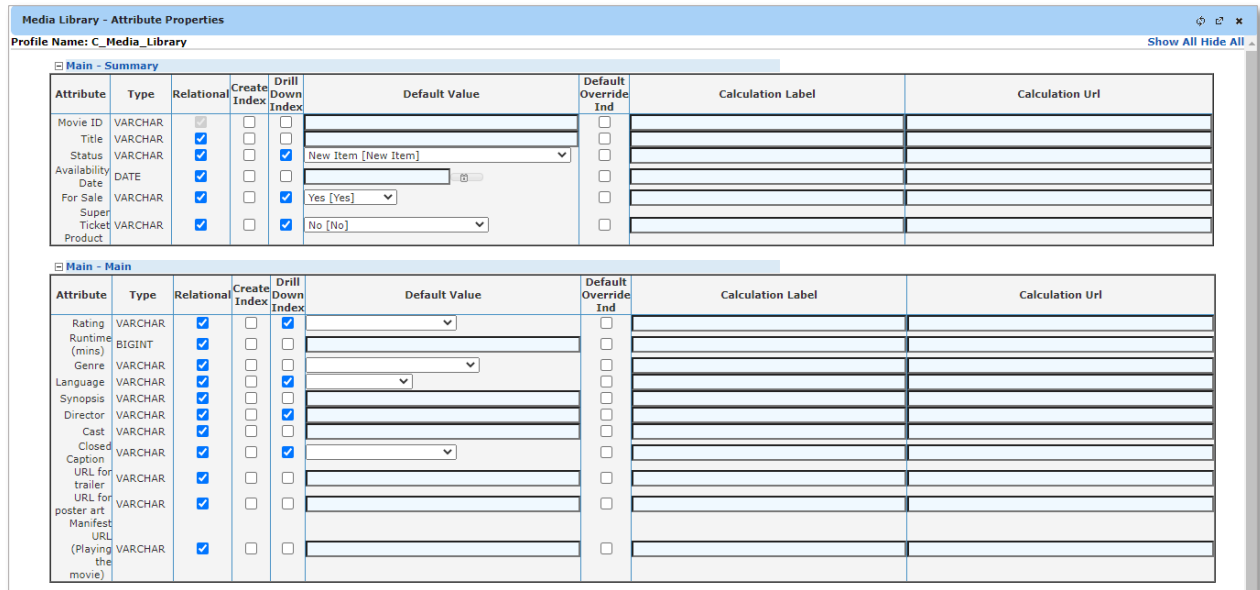 Media Library - Attribute Properties
Profile Name: C_Media_Library
Show All Hide All
Main - Summary
Attribute Type Relational Create Index Drill Down Index Default Value Default Override Ind Calculation Label Calculation Url
Movie ID VARCHAR
Title VARCHAR
Status VARCHAR New Item [New Item]
Availability Date DATE
For Sale VARCHAR Yes [Yes]
Super Ticket Product VARCHAR No [No]
Main - Main
Attribute Type Relational Create Index Drill Down Index Default Value Default Override Ind Calculation Label Calculation Url
Rating VARCHAR
Runtime (mins) BIGINT
Genre VARCHAR
Language VARCHAR
Synopsis VARCHAR
Director VARCHAR
Cast VARCHAR
Closed Caption VARCHAR
URL for trailer VARCHAR
URL for poster art VARCHAR
Manifest URL (Playing the movie) VARCHAR